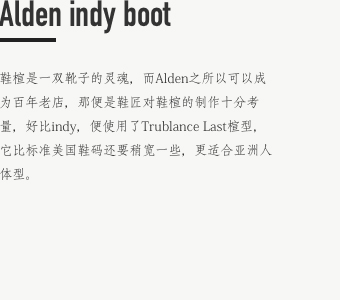 Alden indy boot
鞋楦是一双靴子的灵魂，而Alden之所以可以成
为百年老店，那便是鞋匠对鞋楦的制作十分考
量，好比indy，便使用了Trublance Last楦型，
它比标准美国鞋码还要稍宽一些，更适合亚洲人
体型。